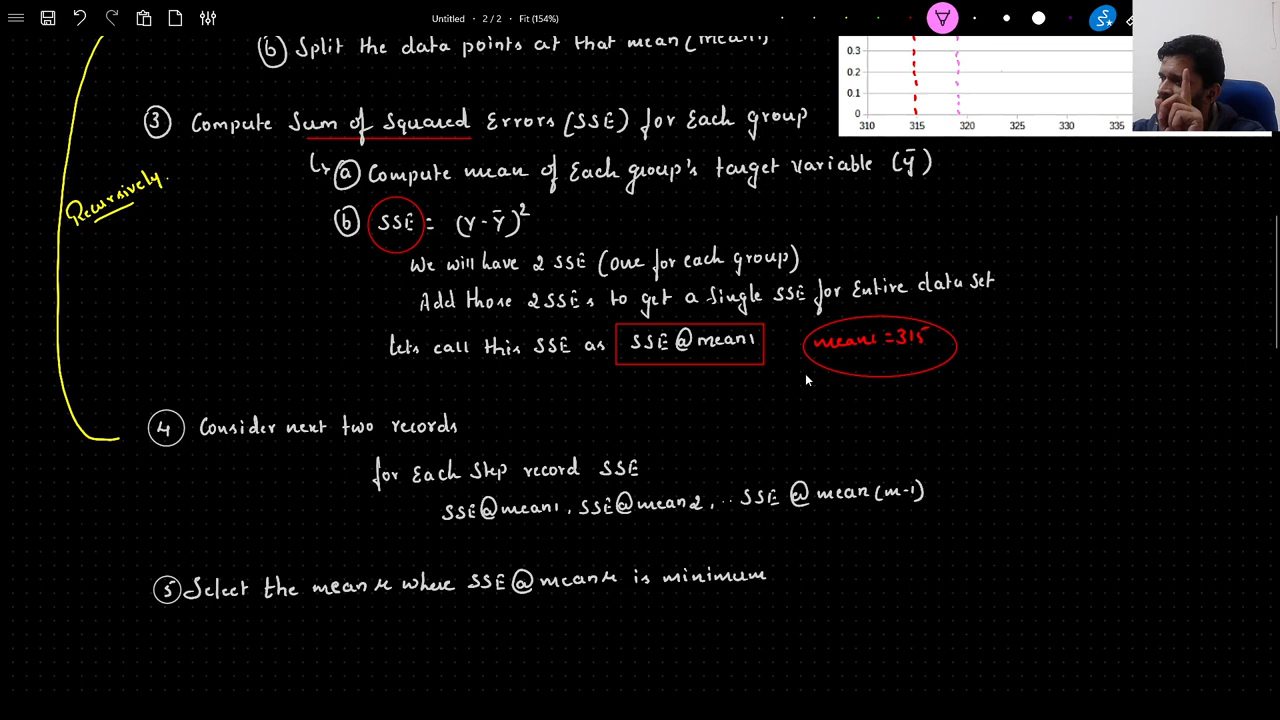 Untitled • 2 / 2 • Fit (154%)
(b) Split the data points at that mean (mean1)
0.3
0.2
0.1
0
310 315 320 325 330 335
(3) Compute Sum of Squared Errors (SSE) for Each group
(a) Compute mean of Each group's target variable (ȳ)
Recursively.
(b) SSE = (Y - Ȳ)²
We will have 2 SSE (one for each group)
Add those 2 SSEs to get a Single SSE for Entire data set
Lets call this SSE as SSE@mean1 mean1 = 315
(4) Consider next two records
for Each Step record SSE
SSE@mean1, SSE@mean2, .. SSE @ mean(m-1)
(5) Select the mean where SSE@mean is minimum